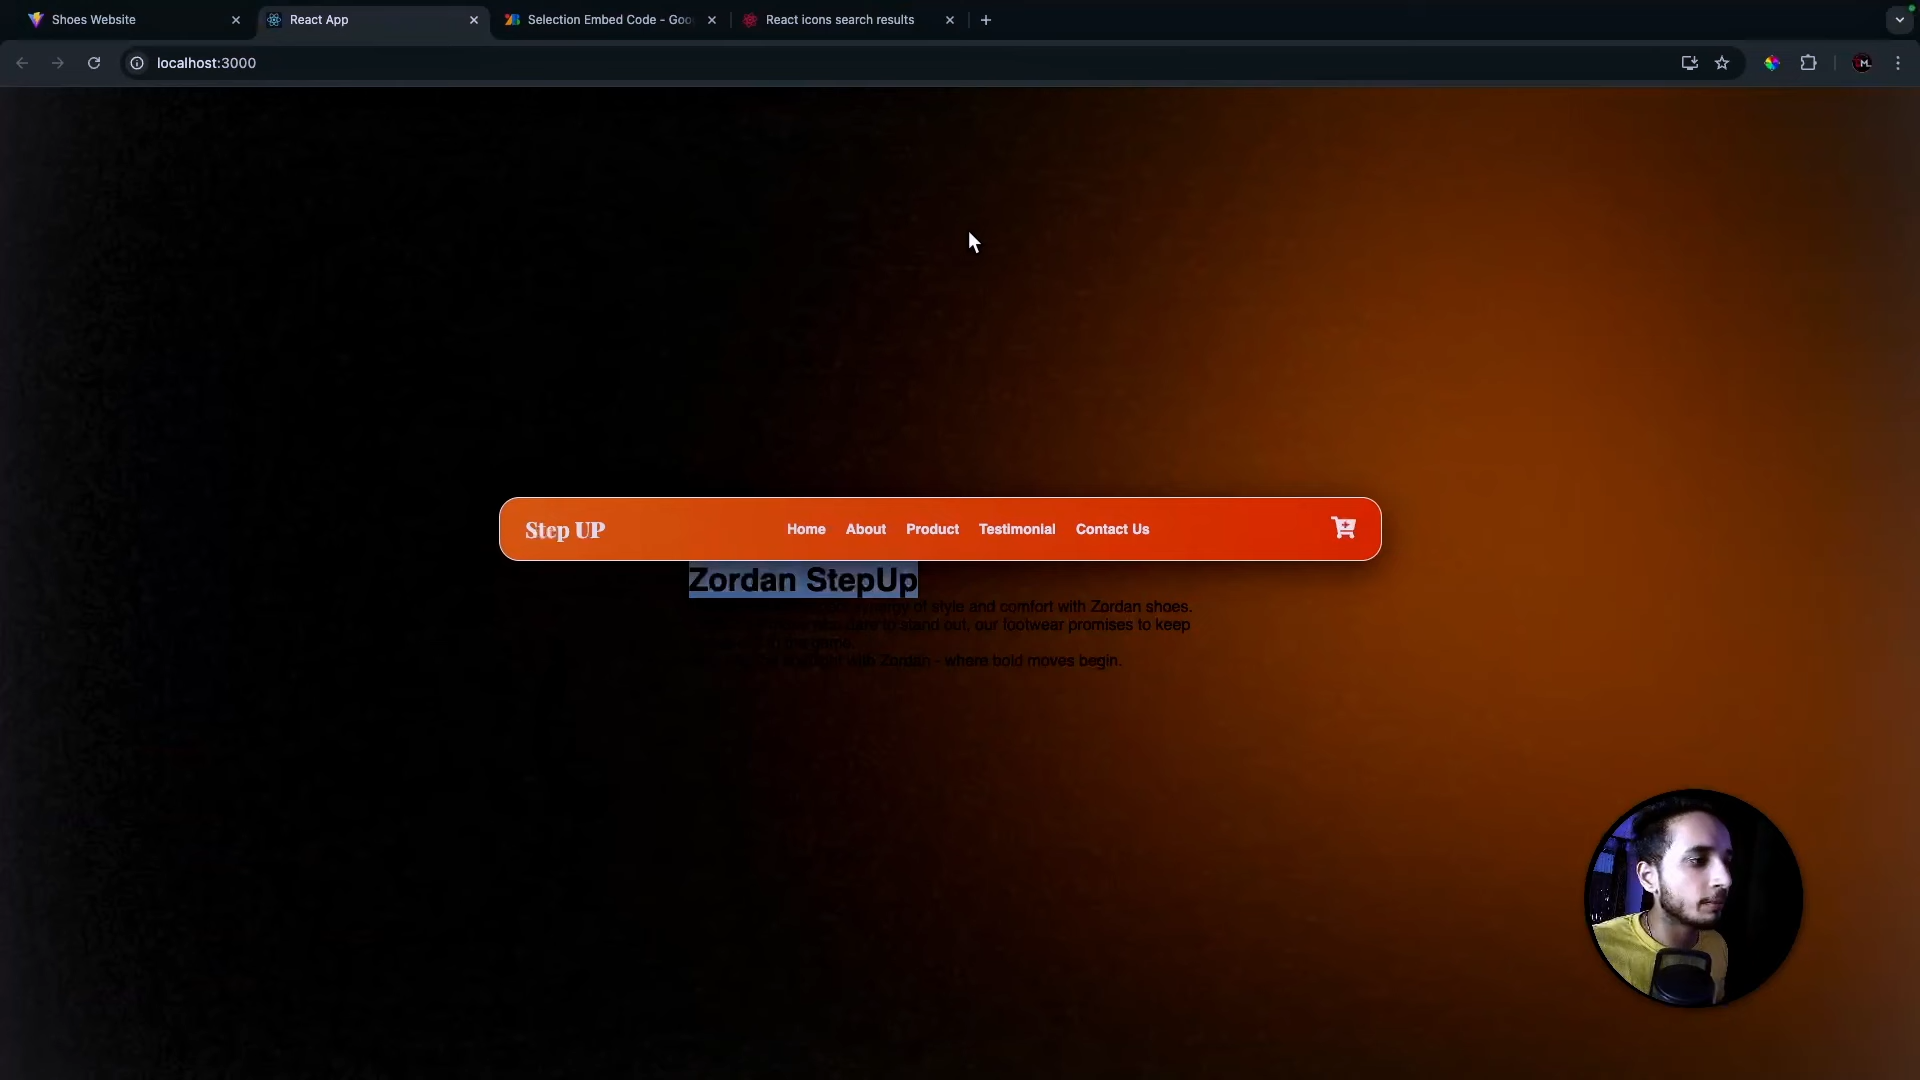 Shoes Website
React App
Selection Embed Code - Goo
React icons search results
localhost:3000
Step UP
Home
About
Product
Testimonial
Contact Us
Zordan StepUp
of style and comfort with Zordan shoes.
to stand out, our footwear promises to keep
the game.
with Zordan - where bold moves begin.